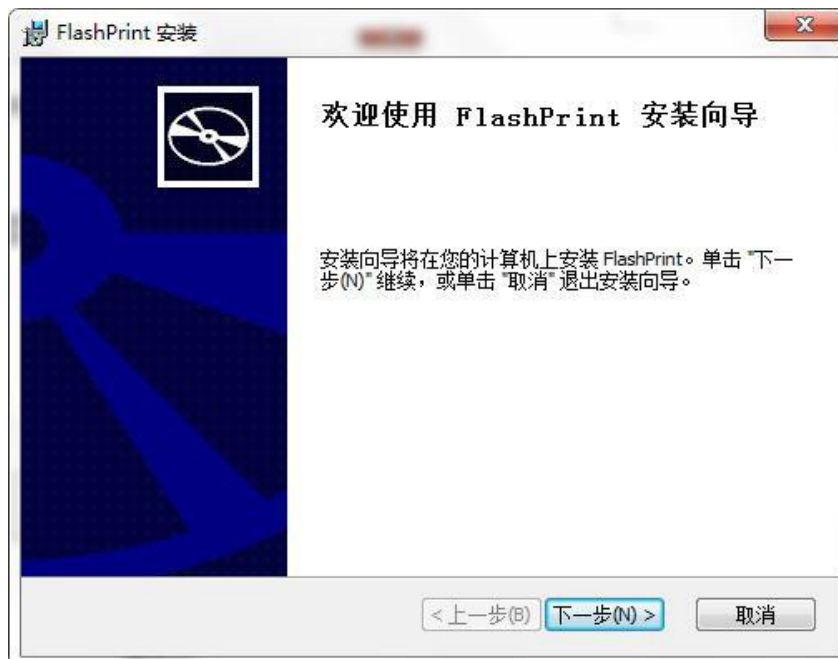 FlashPrint 安装
欢迎使用 FlashPrint 安装向导
安装向导将在您的计算机上安装 FlashPrint。单击 "下一
步(N)" 继续，或单击 "取消" 退出安装向导。
< 上一步(B) 下一步(N) > 取消